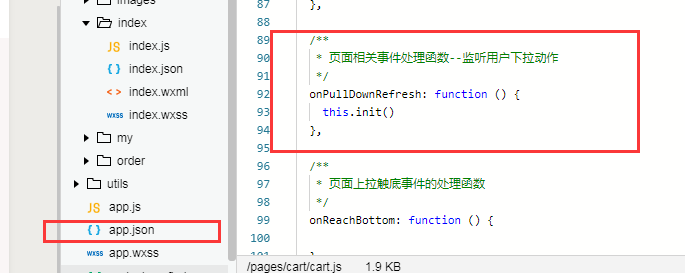 images
index
JS index.js
{ } index.json
< > index.wxml
wxss index.wxss
my
order
utils
JS app.js
{ } app.json
wxss app.wxss
87 },
88
89 /**
90 * 页面相关事件处理函数--监听用户下拉动作
91 */
92 onPullDownRefresh: function () {
93 this.init()
94 },
95
96 /**
97 * 页面上拉触底事件的处理函数
98 */
99 onReachBottom: function () {
100
101
/pages/cart/cart.js 1.9 KB